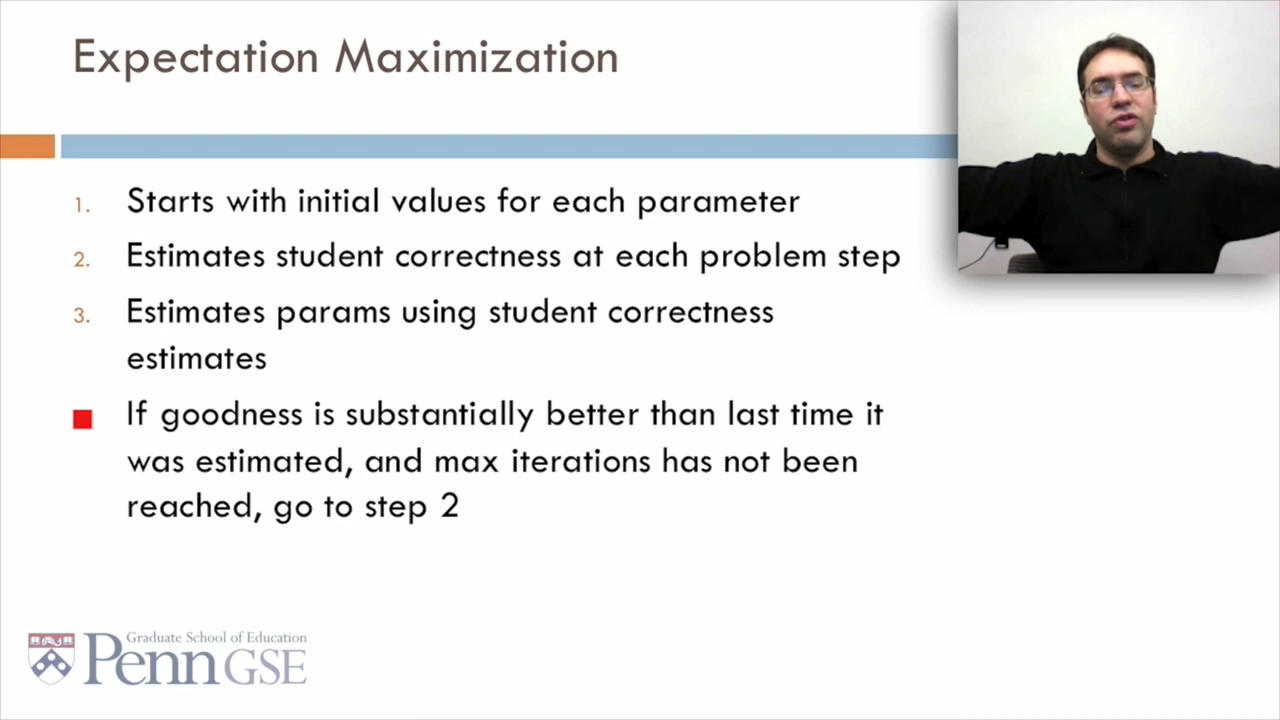 Expectation Maximization
1. Starts with initial values for each parameter
2. Estimates student correctness at each problem step
3. Estimates params using student correctness
estimates
If goodness is substantially better than last time it
was estimated, and max iterations has not been
reached, go to step 2
Graduate School of Education
Penn GSE